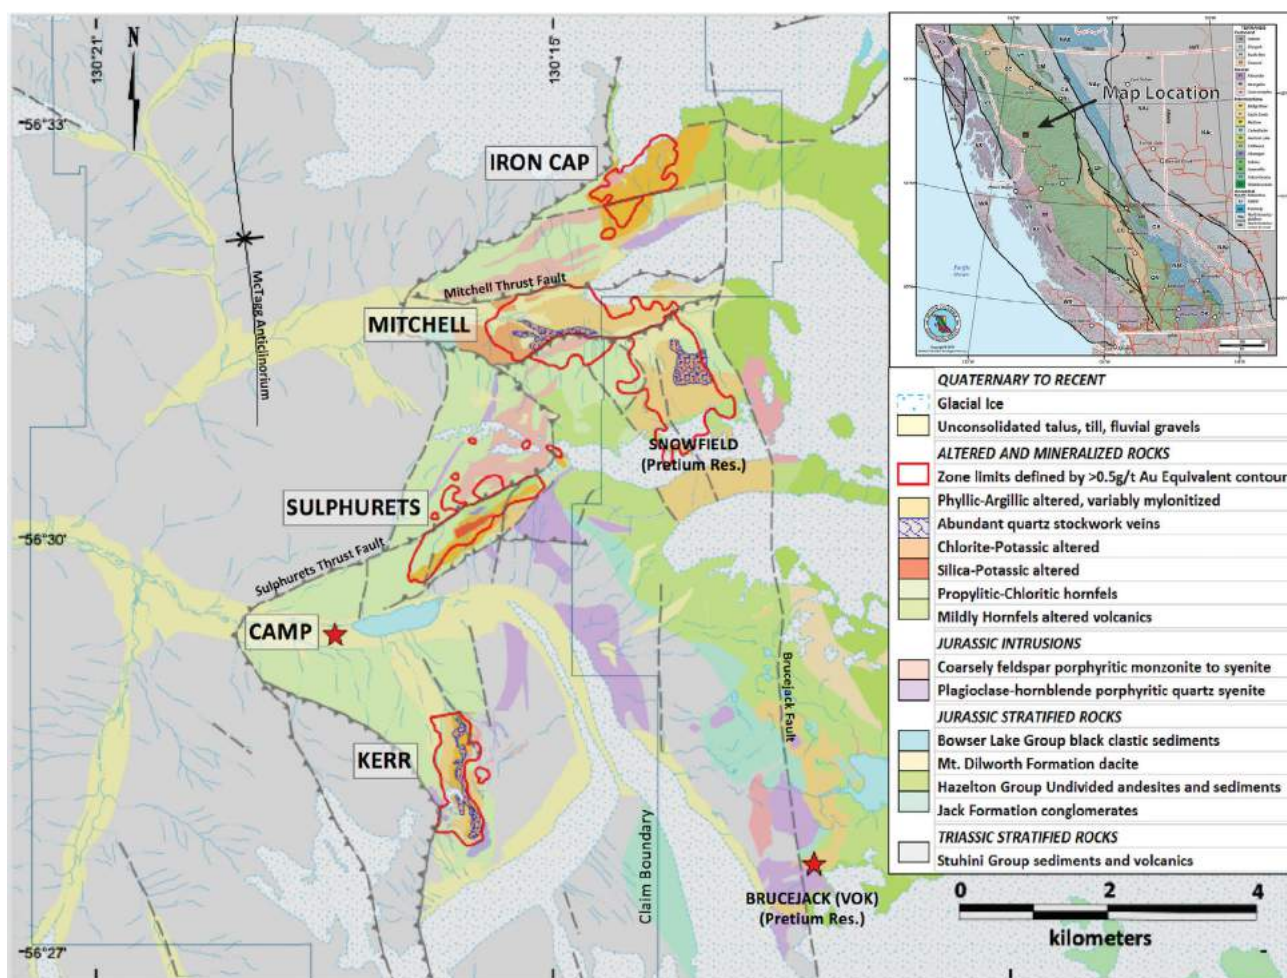 130°21
N
130°15
56°33
IRON CAP
Mitchell Thrust Fault
MITCHELL
McTagg Anticlinorium
SNOWFIELD
(Pretium Res.)
SULPHURETS
56°30
Sulphurets Thrust Fault
CAMP
Brucejack Fault
KERR
Claim Boundary
BRUCEJACK (VOK)
(Pretium Res.)
56°27
Map Location
QUATERNARY TO RECENT
Glacial Ice
Unconsolidated talus, till, fluvial gravels
ALTERED AND MINERALIZED ROCKS
Zone limits defined by >0.5g/t Au Equivalent contour
Phyllic-Argillic altered, variably mylonitized
Abundant quartz stockwork veins
Chlorite-Potassic altered
Silica-Potassic altered
Propylitic-Chloritic hornfels
Mildly Hornfels altered volcanics
JURASSIC INTRUSIONS
Coarsely feldspar porphyritic monzonite to syenite
Plagioclase-hornblende porphyritic quartz syenite
JURASSIC STRATIFIED ROCKS
Bowser Lake Group black clastic sediments
Mt. Dilworth Formation dacite
Hazelton Group Undivided andesites and sediments
Jack Formation conglomerates
TRIASSIC STRATIFIED ROCKS
Stuhini Group sediments and volcanics
0 2 4
kilometers